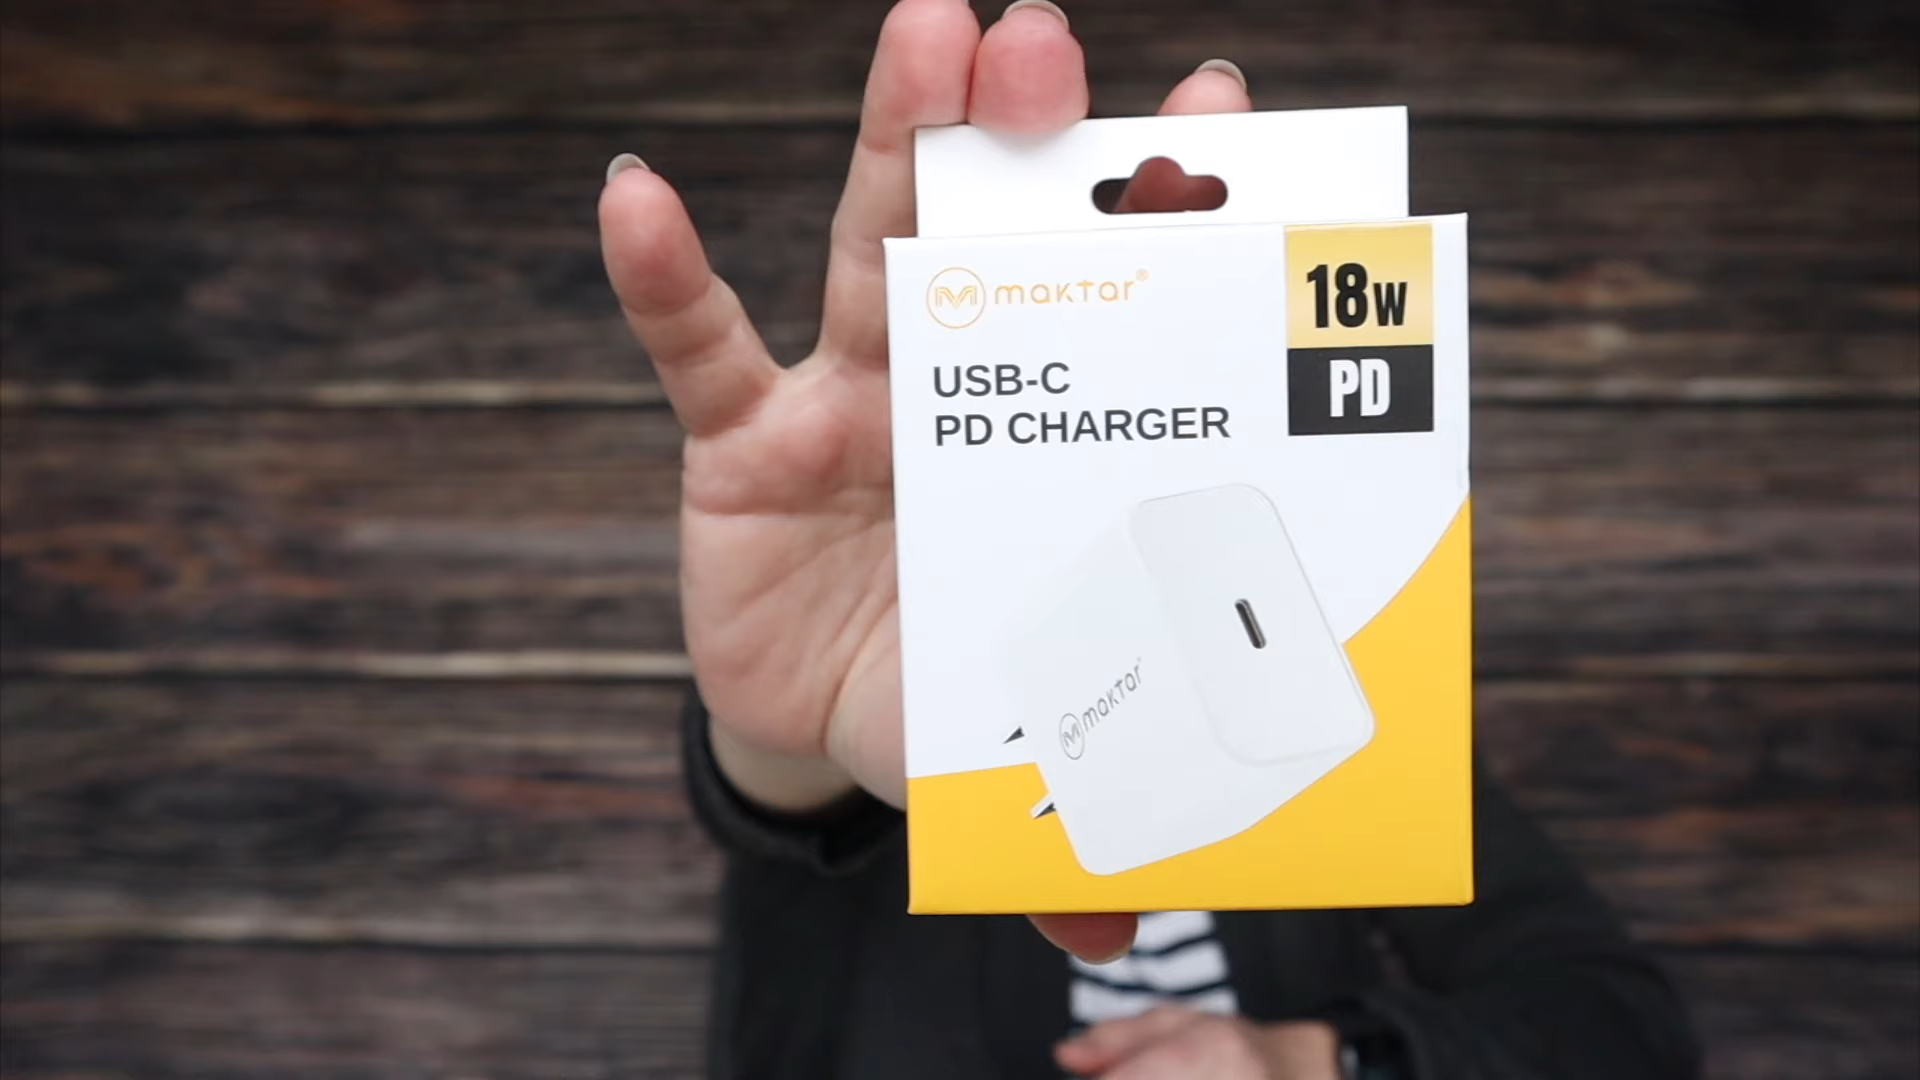 maktar®
18W
PD
USB-C
PD CHARGER
maktar